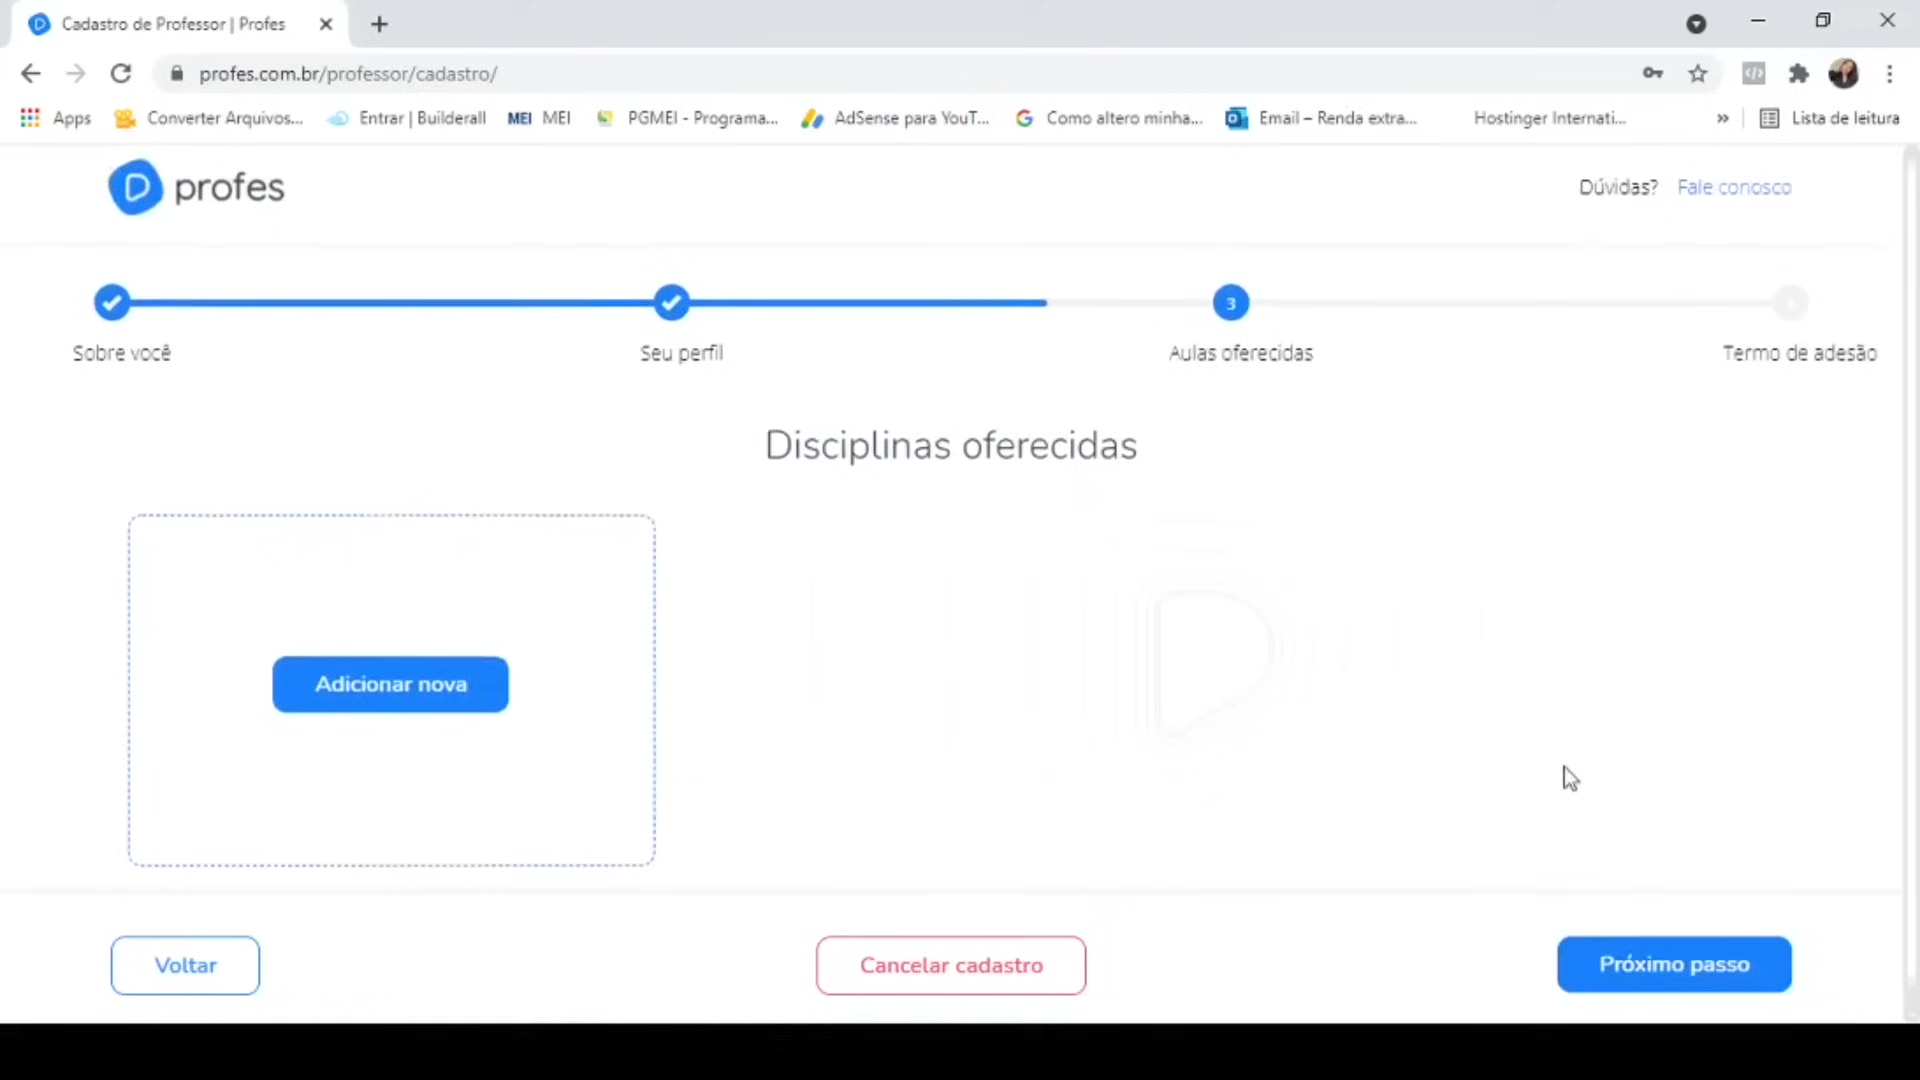 Cadastro de Professor | Profes
profes.com.br/professor/cadastro/
Apps Converter Arquivos... Entrar | Builderall MEI MEI PGMEI - Programa... AdSense para YouT... Como altero minha... Email – Renda extra... Hostinger Internati... » Lista de leitura
profes Dúvidas? Fale conosco
3
Sobre você Seu perfil Aulas oferecidas Termo de adesão
Disciplinas oferecidas
Adicionar nova
Voltar Cancelar cadastro Próximo passo